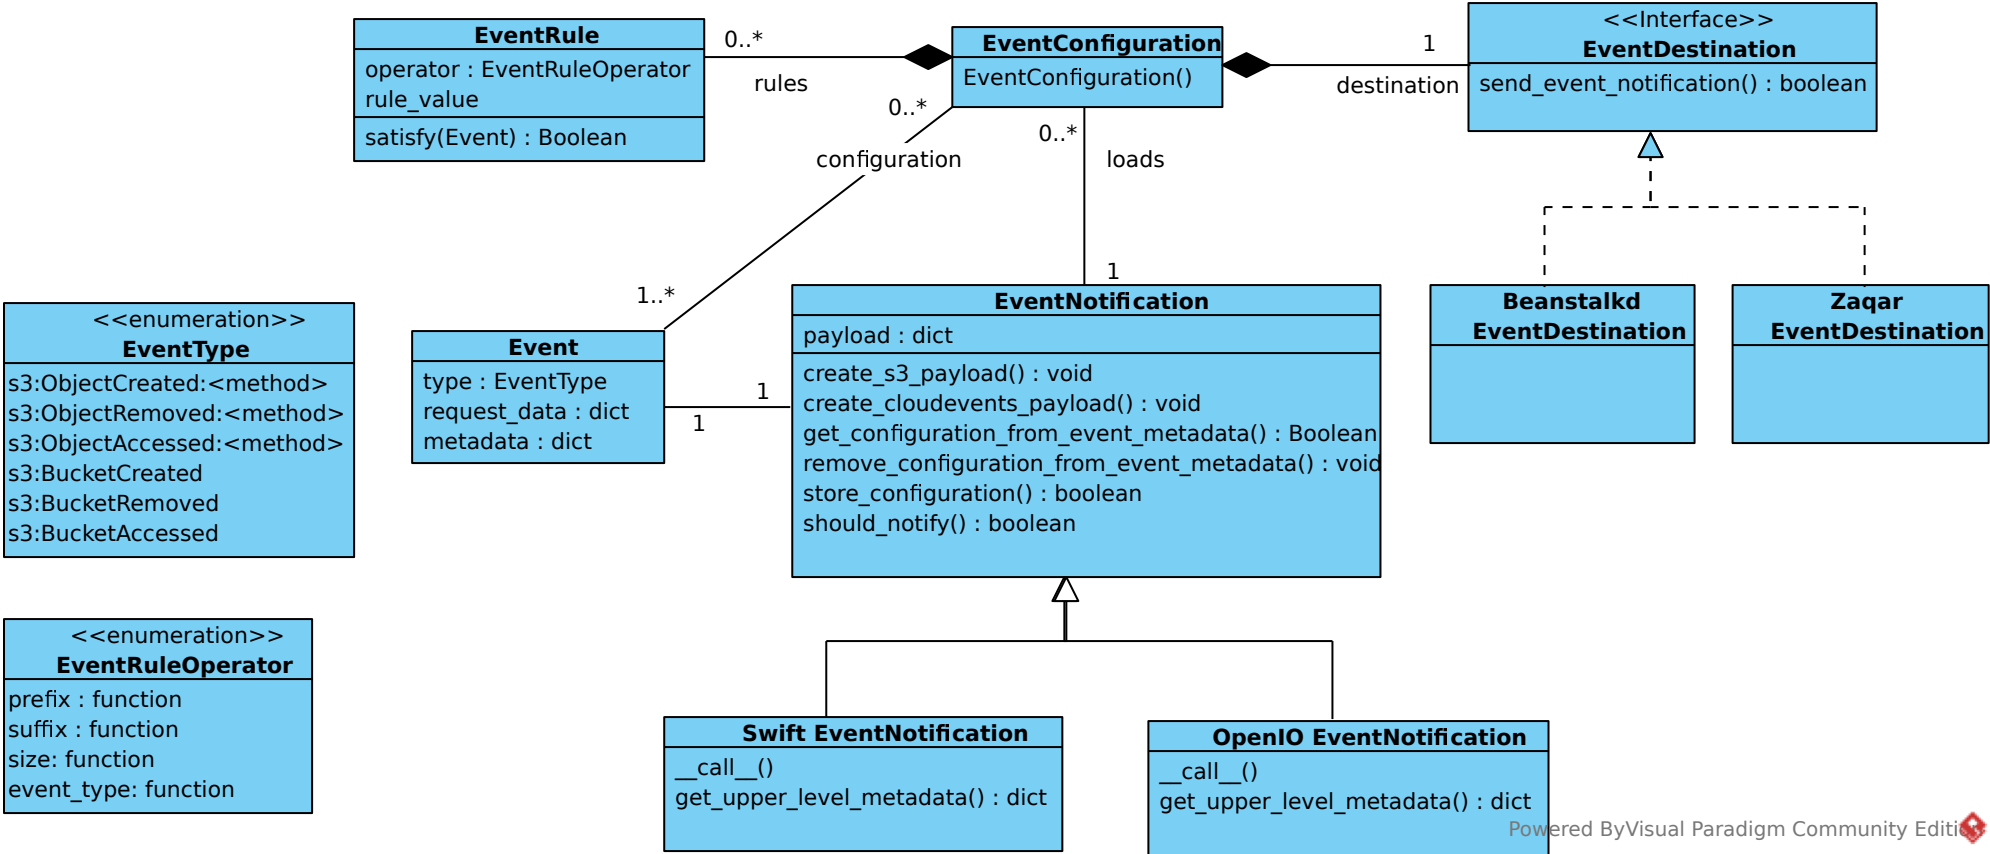 EventRule
operator : EventRuleOperator
rule_value
satisfy(Event) : Boolean
0..*
rules
EventConfiguration
EventConfiguration()
1
destination
<<Interface>>
EventDestination
send_event_notification() : boolean
0..*
configuration
1..*
0..*
loads
1
<<enumeration>>
EventType
s3:ObjectCreated:<method>
s3:ObjectRemoved:<method>
s3:ObjectAccessed:<method>
s3:BucketCreated
s3:BucketRemoved
s3:BucketAccessed
Event
type : EventType
request_data : dict
metadata : dict
1
1
EventNotification
payload : dict
create_s3_payload() : void
create_cloudevents_payload() : void
get_configuration_from_event_metadata() : Boolean
remove_configuration_from_event_metadata() : void
store_configuration() : boolean
should_notify() : boolean
Beanstalkd
EventDestination
Zaqar
EventDestination
<<enumeration>>
EventRuleOperator
prefix : function
suffix : function
size: function
event_type: function
Swift EventNotification
__call__()
get_upper_level_metadata() : dict
OpenIO EventNotification
__call__()
get_upper_level_metadata() : dict
Powered ByVisual Paradigm Community Edition